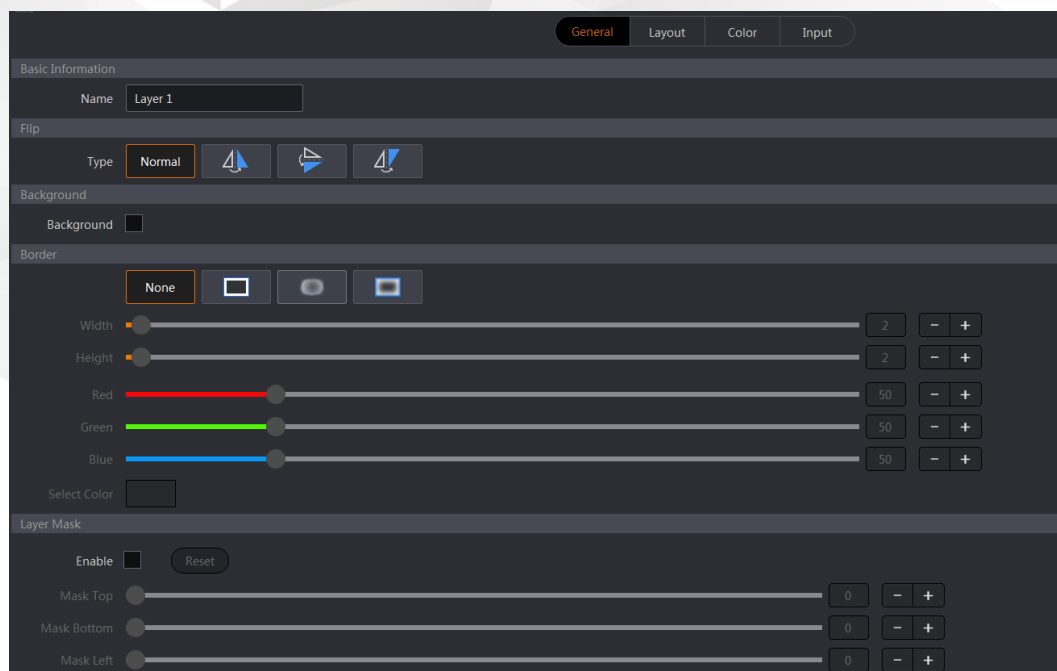 General Layout Color Input
Basic Information
Name Layer 1
Flip
Type Normal
Background
Background
Border
None
Width 2 - +
Height 2 - +
Red 50 - +
Green 50 - +
Blue 50 - +
Select Color
Layer Mask
Enable Reset
Mask Top 0 - +
Mask Bottom 0 - +
Mask Left 0 - +